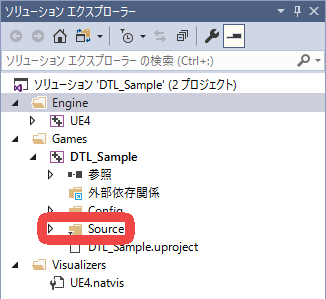 ソリューション エクスプローラー
ソリューション エクスプローラー の検索 (Ctrl+:)
ソリューション 'DTL_Sample' (2 プロジェクト)
Engine
UE4
Games
DTL_Sample
参照
外部依存関係
Config
Source
DTL_Sample.uproject
Visualizers
UE4.natvis